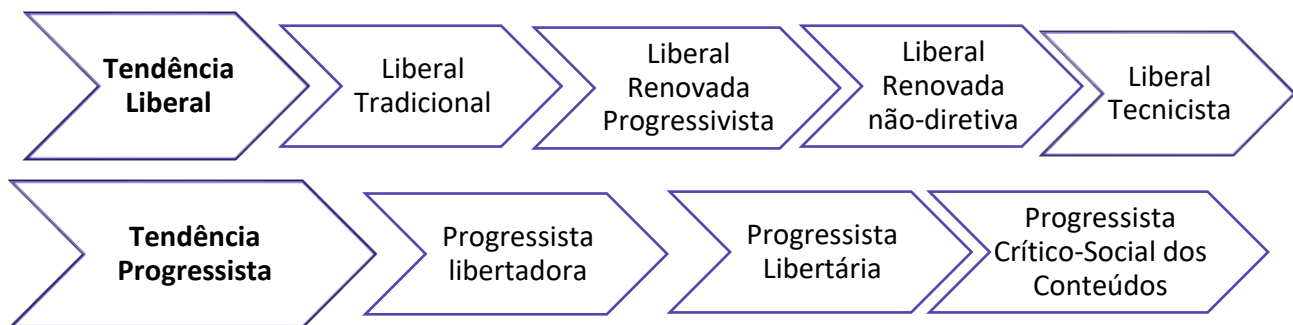 Tendência
Liberal
Liberal
Tradicional
Liberal
Renovada
Progressivista
Liberal
Renovada
não-diretiva
Liberal
Tecnicista
Tendência
Progressista
Progressista
libertadora
Progressista
Libertária
Progressista
Crítico-Social dos
Conteúdos